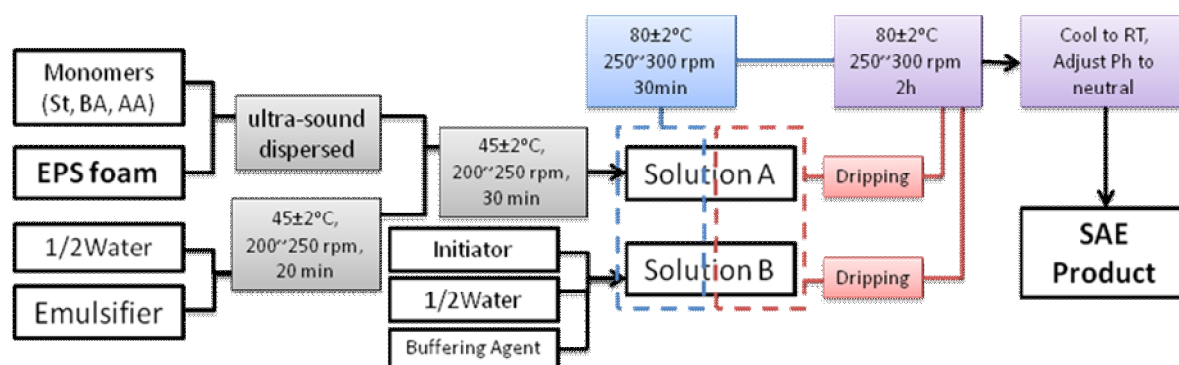 Monomers
(St, BA, AA)
EPS foam
1/2Water
Emulsifier
ultra-sound
dispersed
45±2°C,
200~250 rpm,
20 min
45±2°C,
200~250 rpm,
30 min
Initiator
1/2Water
Buffering Agent
80±2°C
250~300 rpm
30min
Solution A
Solution B
Dripping
Dripping
80±2°C
250~300 rpm
2h
Cool to RT,
Adjust Ph to
neutral
SAE
Product